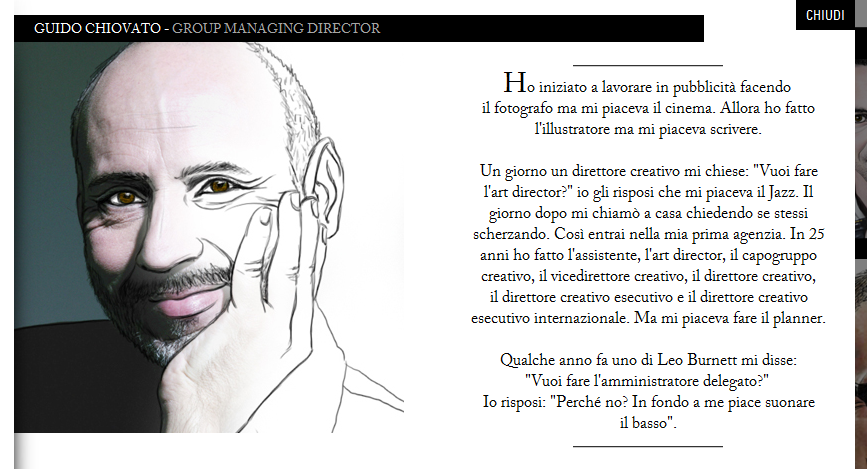 CHIUDI
GUIDO CHIOVATO - GROUP MANAGING DIRECTOR
Ho iniziato a lavorare in pubblicità facendo
il fotografo ma mi piaceva il cinema. Allora ho fatto
l'illustratore ma mi piaceva scrivere.
Un giorno un direttore creativo mi chiese: "Vuoi fare
l'art director?" io gli risposi che mi piaceva il Jazz. Il
giorno dopo mi chiamò a casa chiedendo se stessi
scherzando. Così entrai nella mia prima agenzia. In 25
anni ho fatto l'assistente, l'art director, il capogruppo
creativo, il vicedirettore creativo, il direttore creativo,
il direttore creativo esecutivo e il direttore creativo
esecutivo internazionale. Ma mi piaceva fare il planner.
Qualche anno fa uno di Leo Burnett mi disse:
"Vuoi fare l'amministratore delegato?"
Io risposi: "Perché no? In fondo a me piace suonare
il basso".